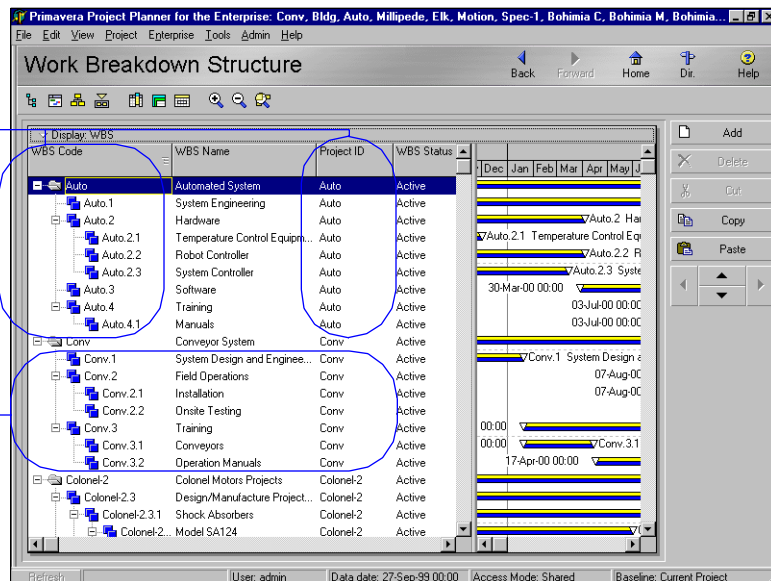 Primavera Project Planner for the Enterprise: Conv, Bldg, Auto, Millipede, Elk, Motion, Spec-1, Bohimia C, Bohimia M, Bohimia...
File Edit View Project Enterprise Tools Admin Help
Work Breakdown Structure
Back Forward Home Dir. Help
Display: WBS
WBS Code WBS Name Project ID WBS Status
Dec Jan Feb Mar Apr May J
Auto Automated System Auto Active
Auto.1 System Engineering Auto Active
Auto.2 Hardware Auto Active Auto.2 Ha
Auto.2.1 Temperature Control Equipm... Auto Active Auto.2.1 Temperature Control Equ
Auto.2.2 Robot Controller Auto Active Auto.2.2 R
Auto.2.3 System Controller Auto Active Auto.2.3 Syste
Auto.3 Software Auto Active 30-Mar-00 00:00
Auto.4 Training Auto Active 03-Jul-00 00:00
Auto.4.1 Manuals Auto Active 03-Jul-00 00:00
Conv Conveyor System Conv Active
Conv.1 System Design and Enginee... Conv Active Conv.1 System Design a
Conv.2 Field Operations Conv Active 07-Aug-00
Conv.2.1 Installation Conv Active 07-Aug-00
Conv.2.2 Onsite Testing Conv Active
Conv.3 Training Conv Active 00:00
Conv.3.1 Conveyors Conv Active 00:00 Conv.3.1
Conv.3.2 Operation Manuals Conv Active 17-Apr-00 00:00
Colonel-2 Colonel Motors Projects Colonel-2 Active
Colonel-2.3 Design/Manufacture Project... Colonel-2 Active
Colonel-2.3.1 Shock Absorbers Colonel-2 Active
Colonel-2... Model SA124 Colonel-2 Active
Add
Delete
Cut
Copy
Paste
Refresh User: admin Data date: 27-Sep-99 00:00 Access Mode: Shared Baseline: Current Project